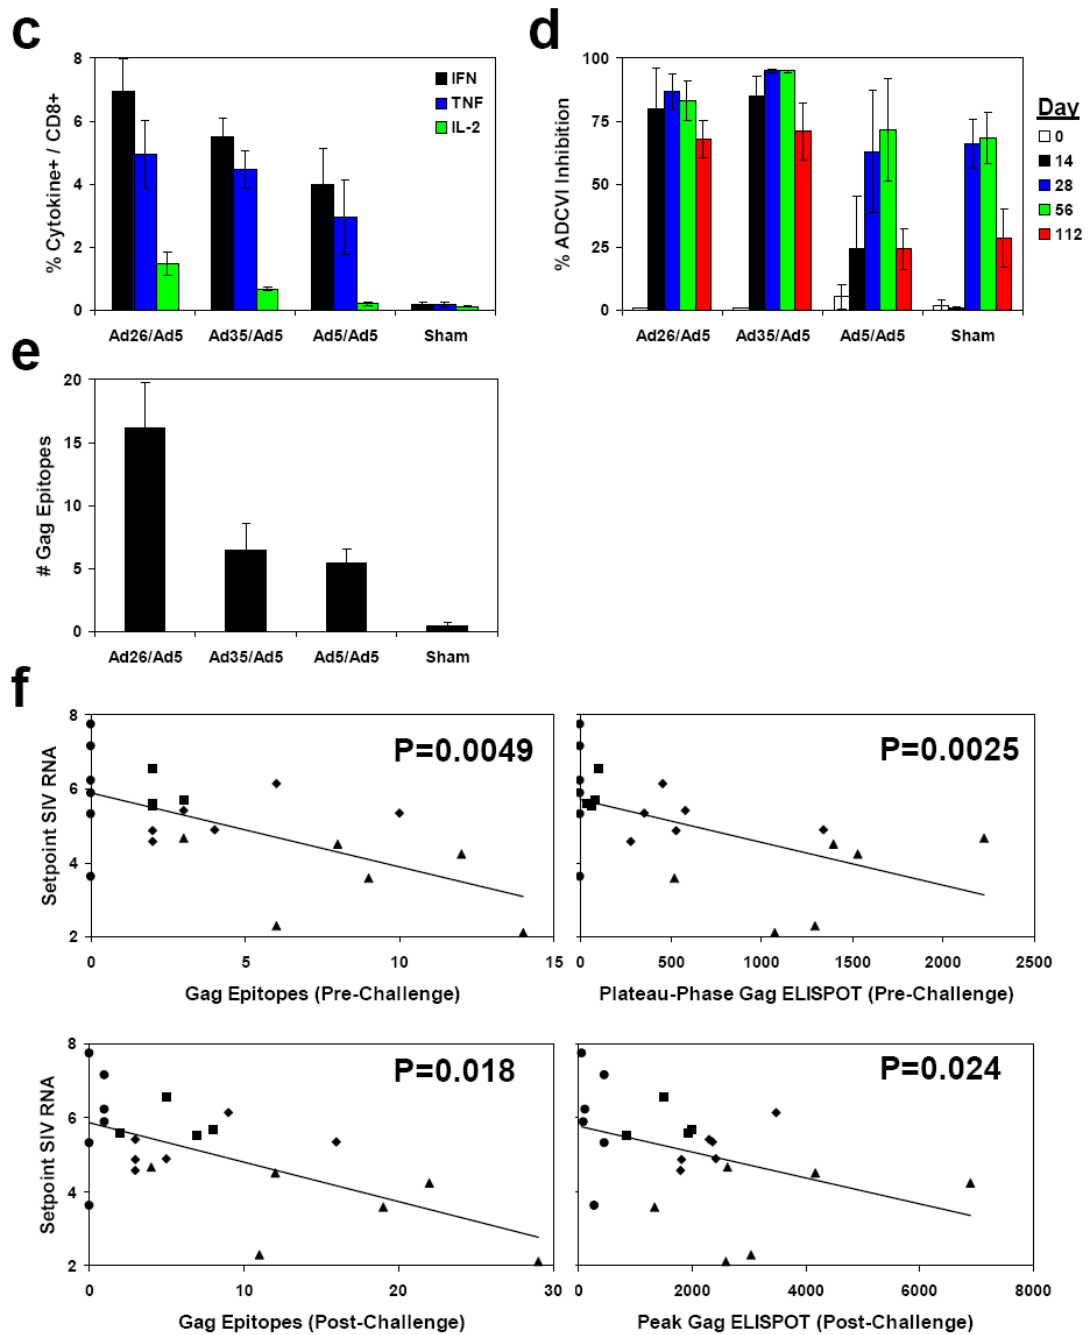 c
% Cytokine+ / CD8+
8
6
4
2
0
IFN
TNF
IL-2
Ad26/Ad5 Ad35/Ad5 Ad5/Ad5 Sham
d
% ADCVI Inhibition
100
75
50
25
0
Day
0
14
28
56
112
Ad26/Ad5 Ad35/Ad5 Ad5/Ad5 Sham
e
# Gag Epitopes
20
15
10
5
0
Ad26/Ad5 Ad35/Ad5 Ad5/Ad5 Sham
f
Setpoint SIV RNA
8
6
4
2
P=0.0049
0 5 10 15
Gag Epitopes (Pre-Challenge)
P=0.0025
0 500 1000 1500 2000 2500
Plateau-Phase Gag ELISPOT (Pre-Challenge)
Setpoint SIV RNA
8
6
4
2
P=0.018
0 10 20 30
Gag Epitopes (Post-Challenge)
P=0.024
0 2000 4000 6000 8000
Peak Gag ELISPOT (Post-Challenge)